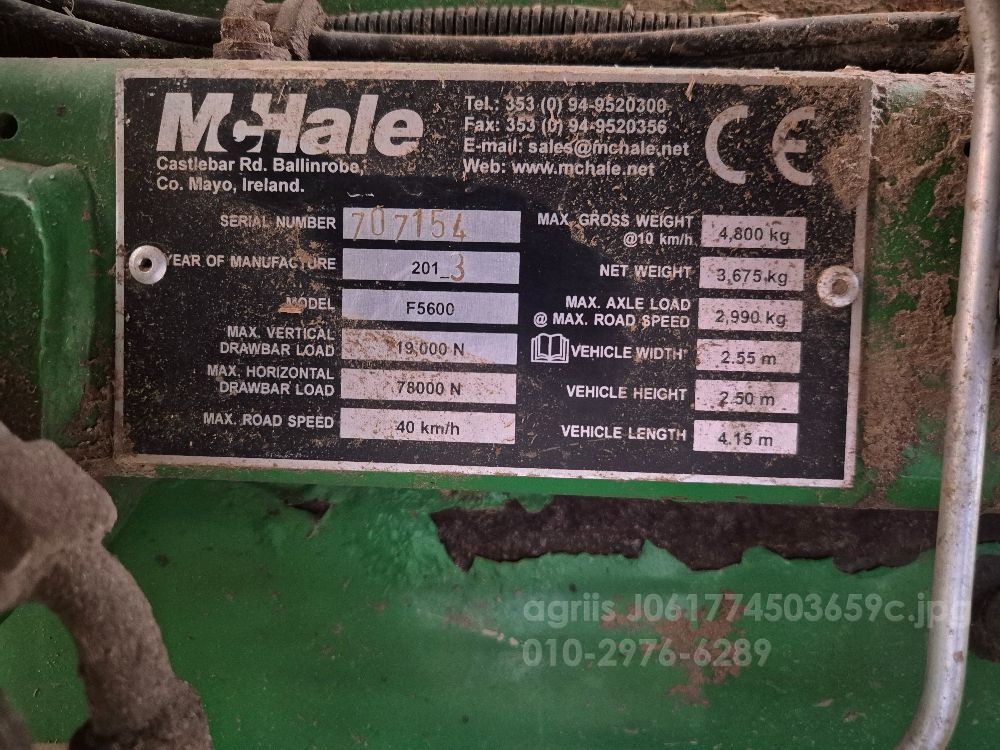 McHale
Castlebar Rd. Ballinrobe,
Co. Mayo, Ireland.
Tel.: 353 (0) 94-9520300
Fax: 353 (0) 94-9520356
E-mail: sales@mchale.net
Web: www.mchale.net
CE
SERIAL NUMBER 707154
YEAR OF MANUFACTURE 201_3
MODEL F5600
MAX. VERTICAL
DRAWBAR LOAD 19,000 N
MAX. HORIZONTAL
DRAWBAR LOAD 78000 N
MAX. ROAD SPEED 40 km/h
MAX. GROSS WEIGHT
@10 km/h 4,800 kg
NET WEIGHT 3,675 kg
MAX. AXLE LOAD
@ MAX. ROAD SPEED 2,990 kg
VEHICLE WIDTH 2.55 m
VEHICLE HEIGHT 2.50 m
VEHICLE LENGTH 4.15 m
agriis J061774503659c.jpg
010-2976-6289